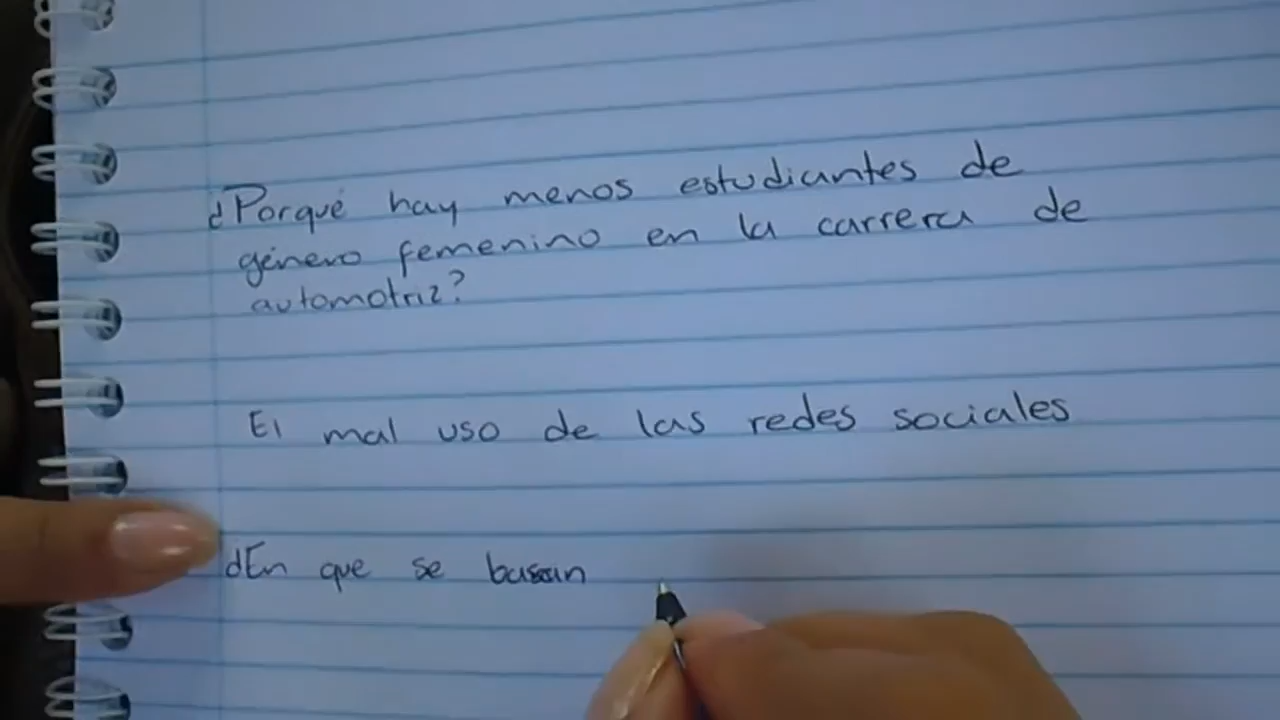 ¿Porqué hay menos estudiantes de
género femenino en la carrera de
automotriz?
El mal uso de las redes sociales
¿En que se basan